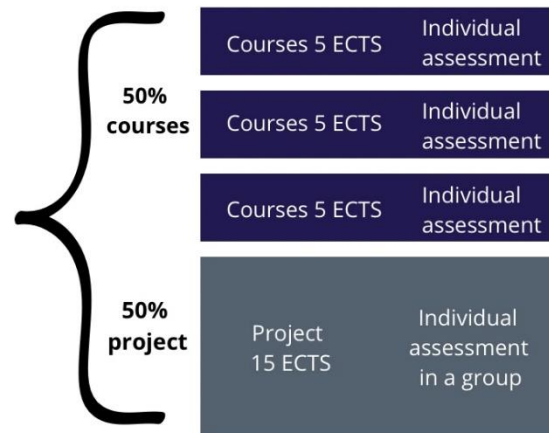 Courses 5 ECTS
Individual
assessment
50%
courses
Courses 5 ECTS
Individual
assessment
Courses 5 ECTS
Individual
assessment
50%
project
Project
15 ECTS
Individual
assessment
in a group